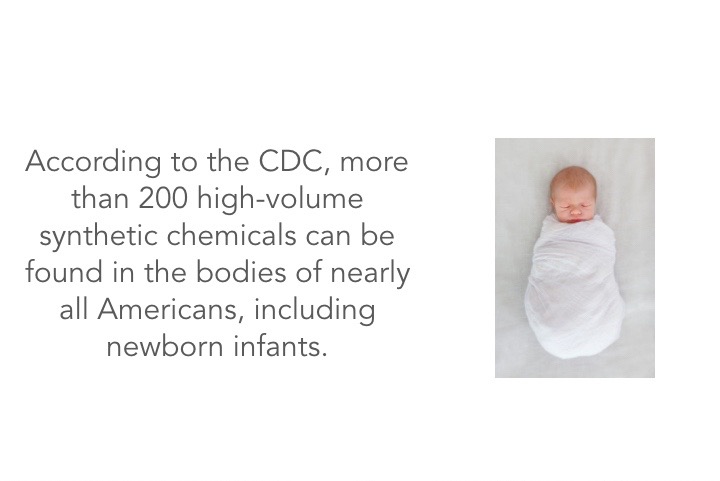 According to the CDC, more
than 200 high-volume
synthetic chemicals can be
found in the bodies of nearly
all Americans, including
newborn infants.